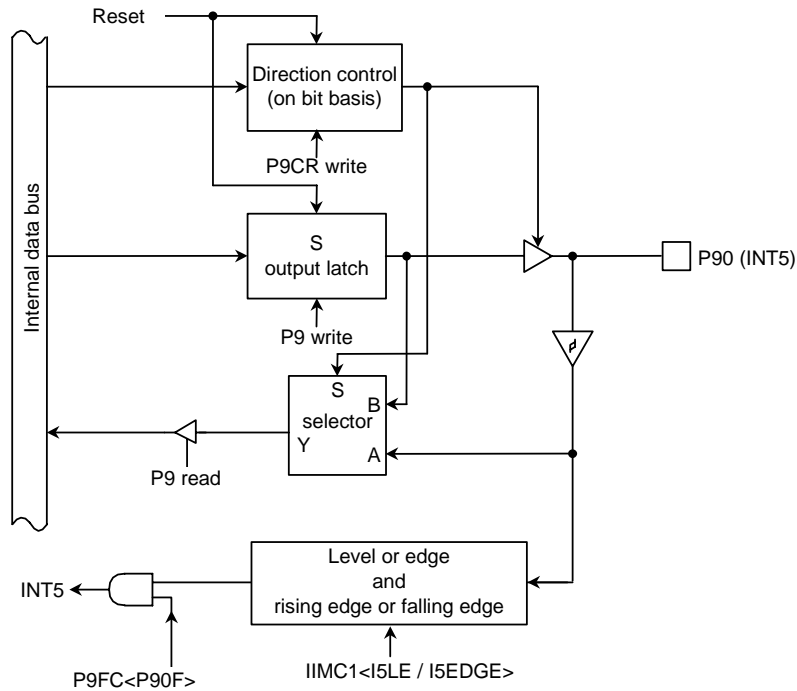 Reset
Direction control
(on bit basis)
P9CR write
Internal data bus
S
output latch
P90 (INT5)
P9 write
S
B
selector
Y
A
P9 read
Level or edge
and
rising edge or falling edge
INT5
P9FC<P90F>
IIMC1<I5LE / I5EDGE>